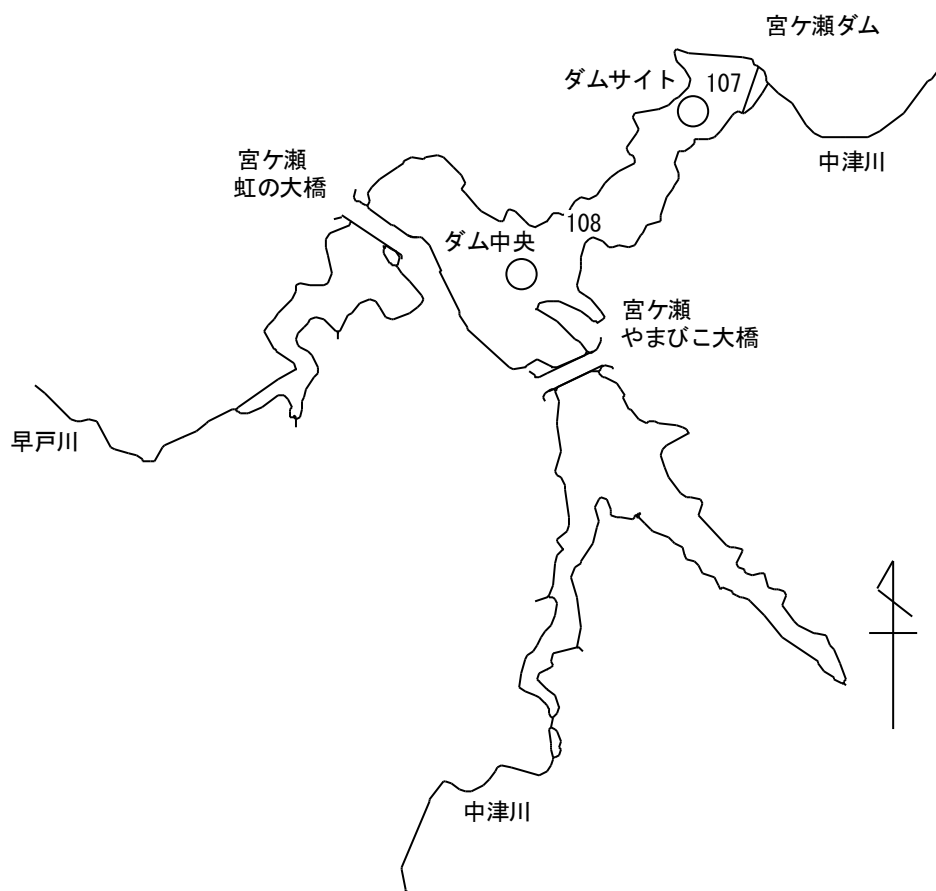 宮ケ瀬ダム
ダムサイト
107
中津川
宮ケ瀬
虹の大橋
108
ダム中央
宮ケ瀬
やまびこ大橋
早戸川
中津川